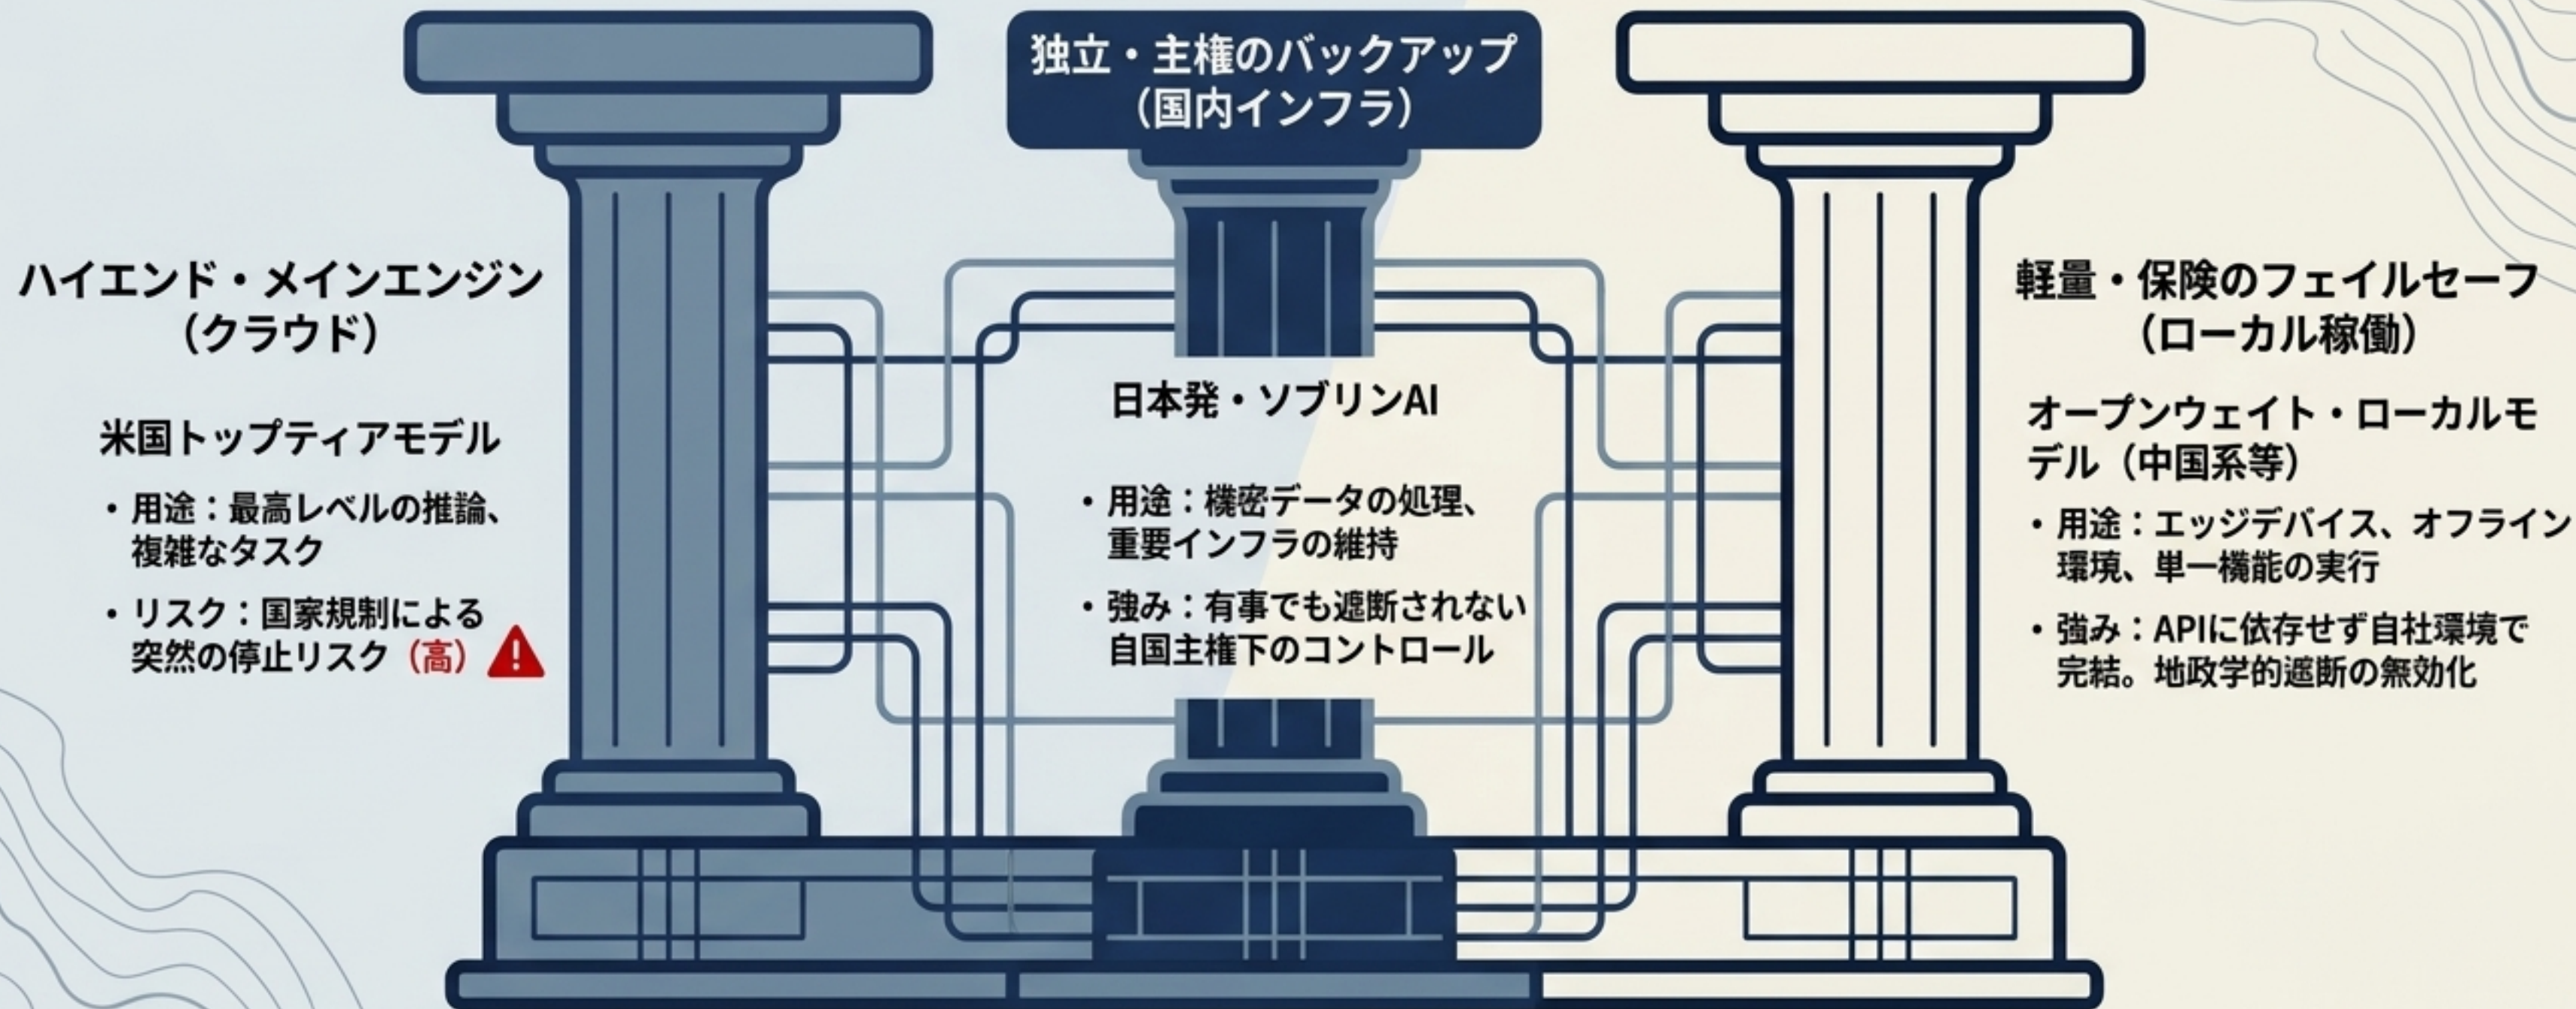 独立・主権のバックアップ
（国内インフラ）
ハイエンド・メインエンジン
（クラウド）
米国トップティアモデル
・用途：最高レベルの推論、
複雑なタスク
・リスク：国家規制による
突然の停止リスク（高）
日本発・ソブリンAI
・用途：機密データの処理、
重要インフラの維持
・強み：有事でも遮断されない
自国主権下のコントロール
軽量・保険のフェイルセーフ
（ローカル稼働）
オープンウェイト・ローカルモ
デル（中国系等）
・用途：エッジデバイス、オフライン
環境、単一機能の実行
・強み：APIに依存せず自社環境で
完結。地政学的遮断の無効化